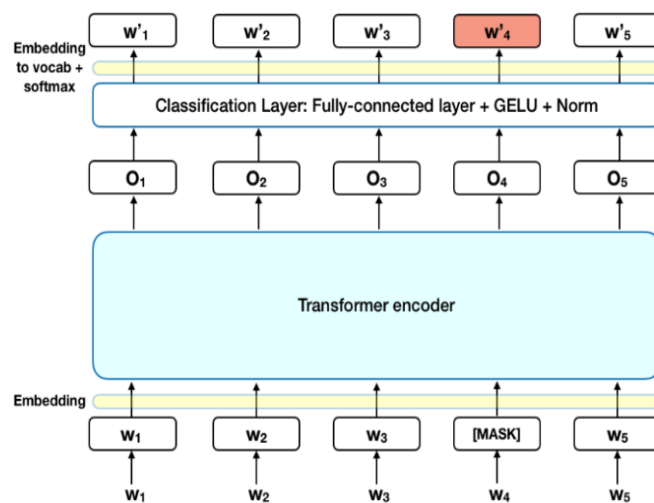 w'1 w'2 w'3 w'4 w'5
Embedding
to vocab +
softmax
Classification Layer: Fully-connected layer + GELU + Norm
O1 O2 O3 O4 O5
Transformer encoder
Embedding
W1 W2 W3 [MASK] W5
W1 W2 W3 W4 W5